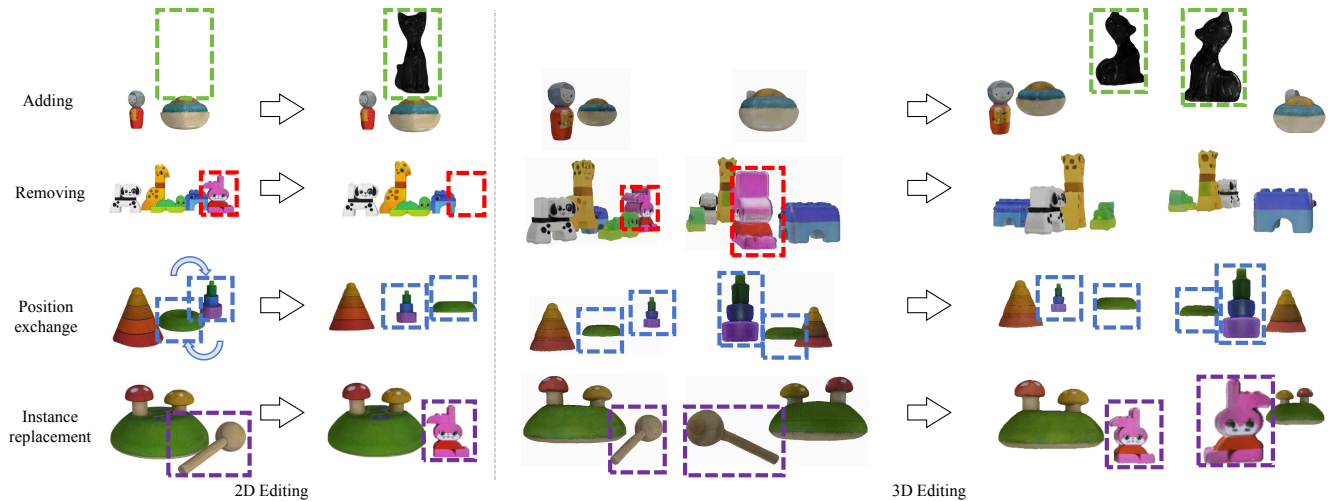 Adding
Removing
Position
exchange
Instance
replacement
2D Editing
3D Editing